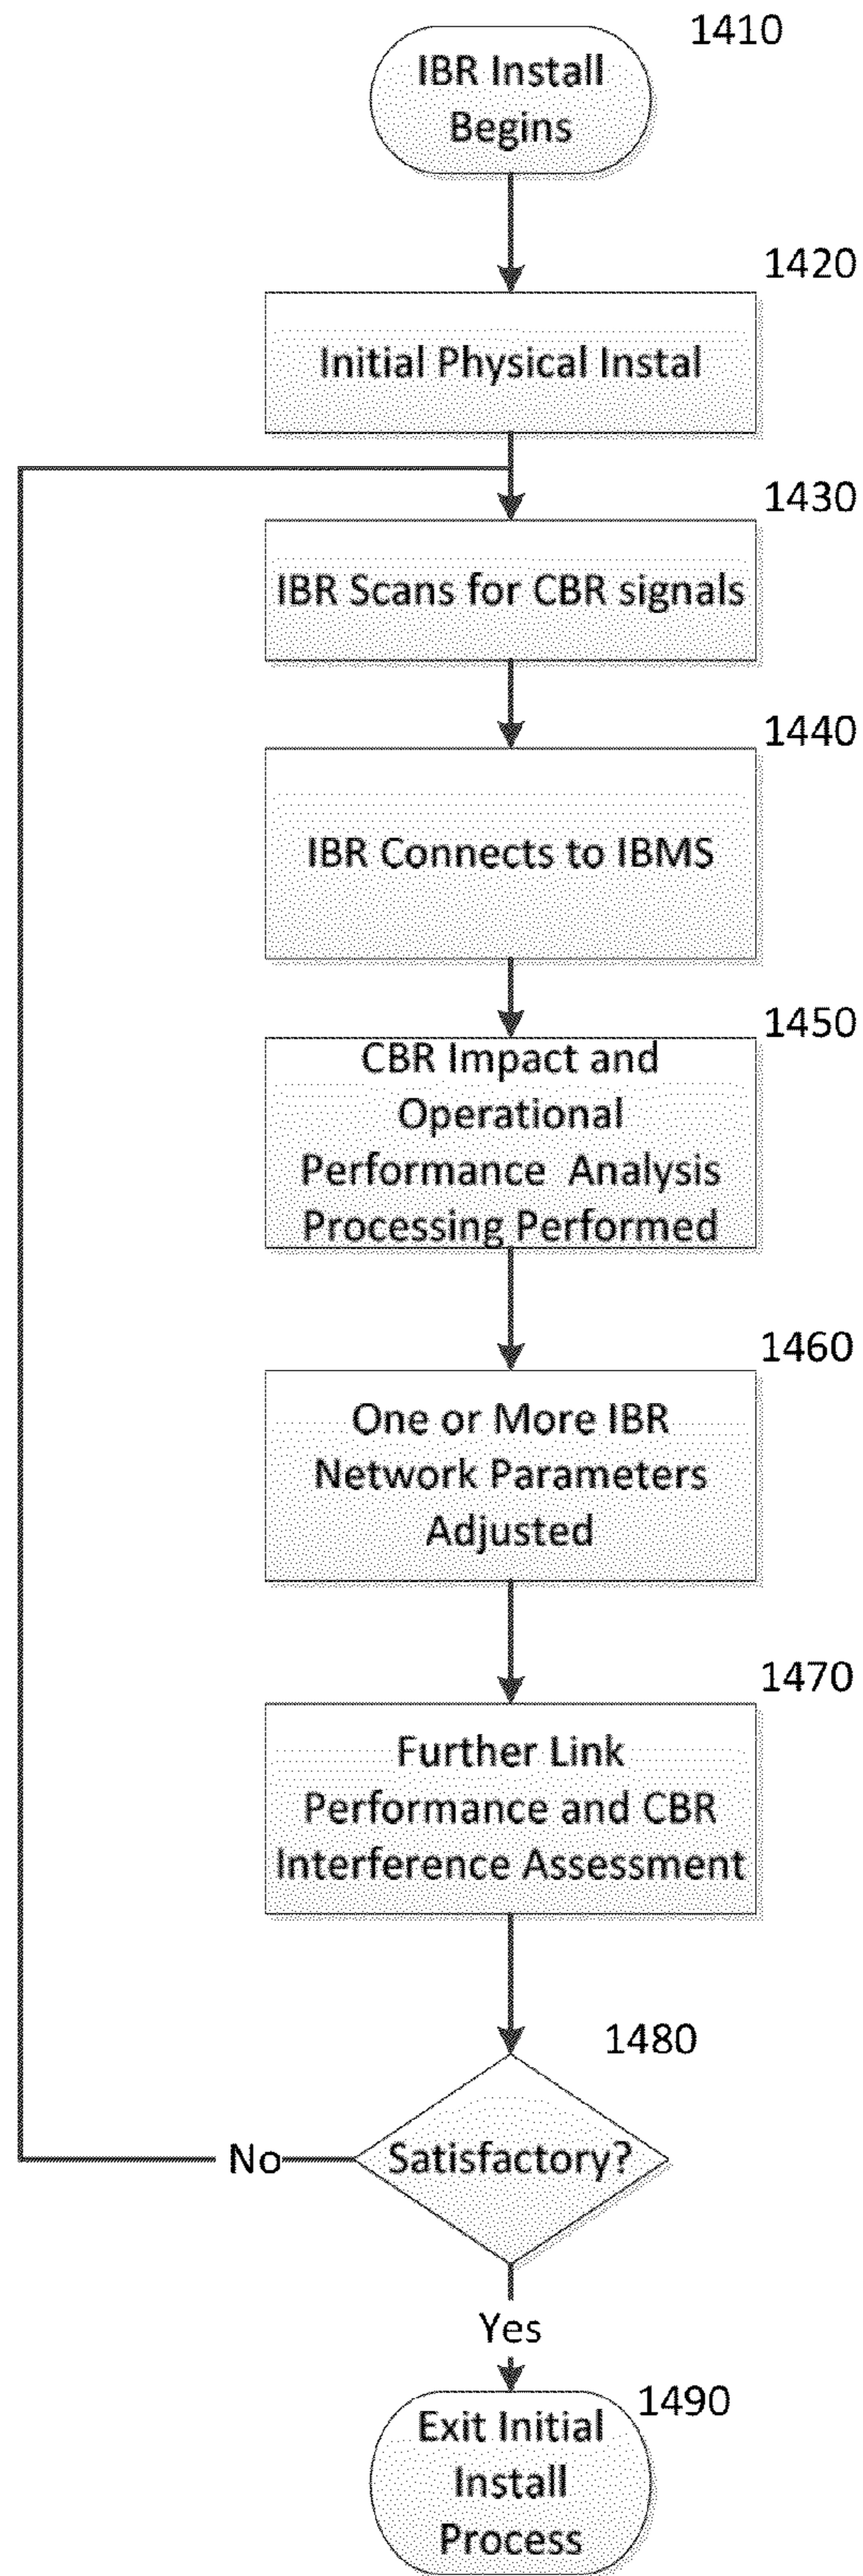 1410
IBR Install
Begins
1420
Initial Physical Instal
1430
IBR Scans for CBR signals
1440
IBR Connects to IBMS
1450
CBR Impact and
Operational
Performance Analysis
Processing Performed
1460
One or More IBR
Network Parameters
Adjusted
1470
Further Link
Performance and CBR
Interference Assessment
1480
Satisfactory?
No
Yes
1490
Exit Initial
Install
Process